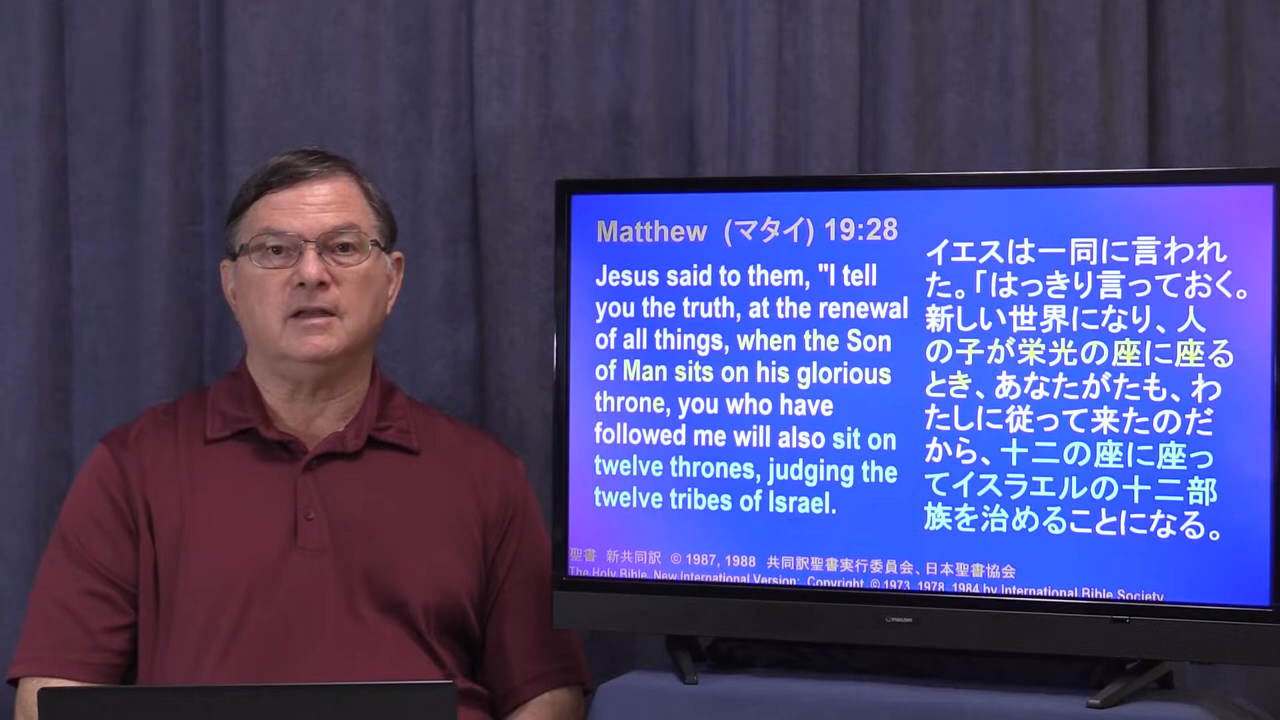 Matthew (マタイ) 19:28
Jesus said to them, "I tell
you the truth, at the renewal
of all things, when the Son
of Man sits on his glorious
throne, you who have
followed me will also sit on
twelve thrones, judging the
twelve tribes of Israel.
イエスは一同に言われ
た。「はっきり言っておく。
新しい世界になり、人
の子が栄光の座に座る
とき、あなたがたも、わ
たしに従って来たのだ
から、十二の座に座っ
てイスラエルの十二部
族を治めることになる。
聖書 新共同訳 © 1987, 1988 共同訳聖書実行委員会、日本聖書協会
The Holy Bible, New International Version; Copyright © 1973, 1978, 1984 by International Bible Society